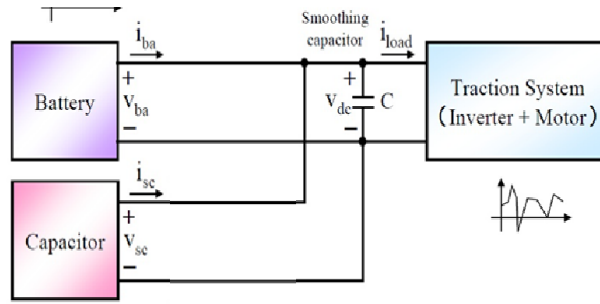 i_ba
Smoothing
capacitor
i_load
Battery
+
v_ba
−
+
v_dc
−
C
Traction System
(Inverter + Motor)
i_sc
Capacitor
+
v_sc
−